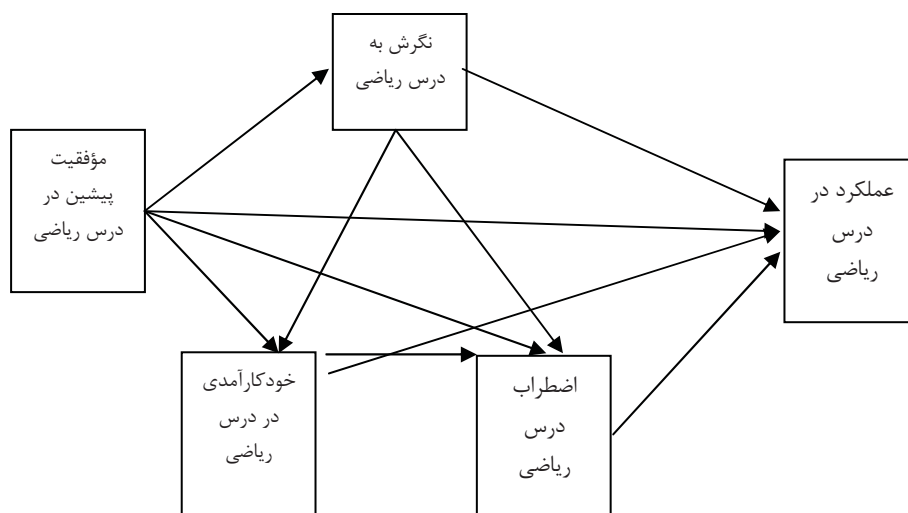 نگرش به
درس ریاضی
مؤفقیت
پیشین در
درس ریاضی
عملکرد در
درس
ریاضی
خودکارآمدی
در درس
ریاضی
اضطراب
درس
ریاضی